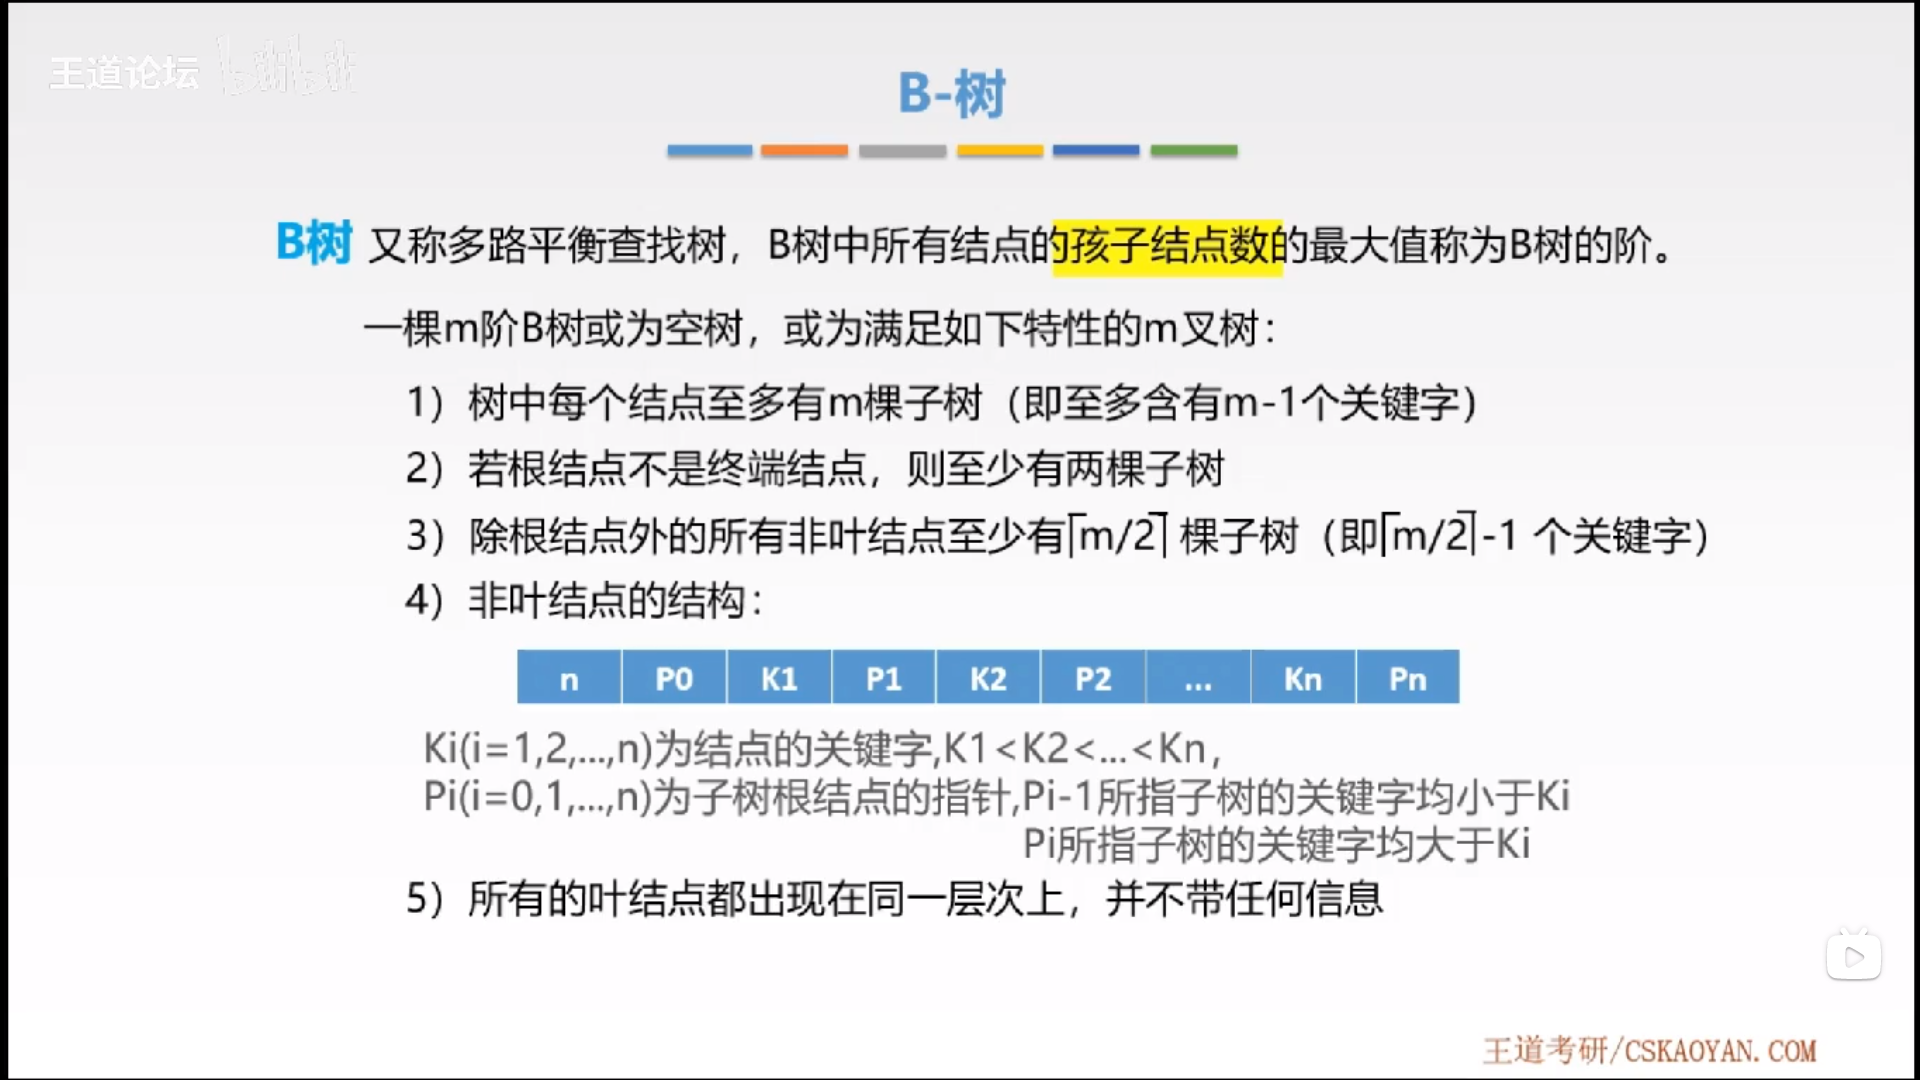 王道论坛 bilibili
B-树
B树 又称多路平衡查找树，B树中所有结点的孩子结点数的最大值称为B树的阶。
一棵m阶B树或为空树，或为满足如下特性的m叉树：
1）树中每个结点至多有m棵子树（即至多含有m-1个关键字）
2）若根结点不是终端结点，则至少有两棵子树
3）除根结点外的所有非叶结点至少有⌈m/2⌉ 棵子树（即⌈m/2⌉-1 个关键字）
4）非叶结点的结构：
n P0 K1 P1 K2 P2 ... Kn Pn
Ki(i=1,2,...,n)为结点的关键字,K1<K2<...<Kn,
Pi(i=0,1,...,n)为子树根结点的指针,Pi-1所指子树的关键字均小于Ki
Pi所指子树的关键字均大于Ki
5）所有的叶结点都出现在同一层次上，并不带任何信息
王道考研/CSKAOYAN.COM